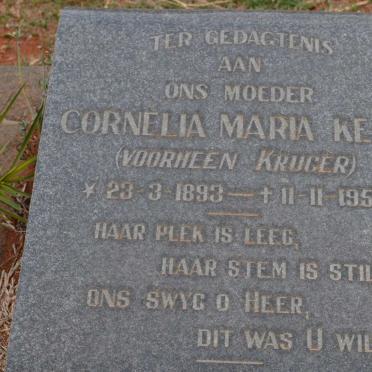 TER GEDAGTENIS
AAN
ONS MOEDER
CORNELIA MARIA KE
(VOORHEEN KRUGER)
* 23-3-1893 — † 11-11-195
HAAR PLEK IS LEEG,
HAAR STEM IS STIL
ONS SWYG O HEER,
DIT WAS U WIL